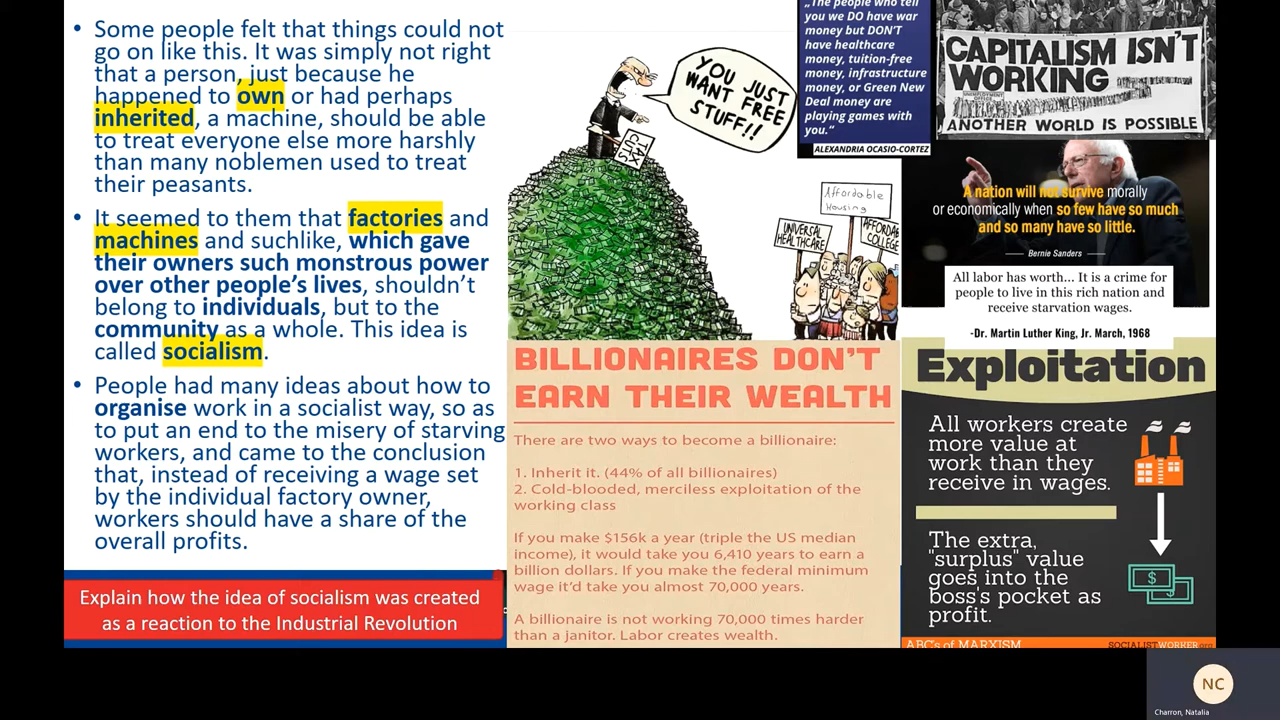 • Some people felt that things could not
go on like this. It was simply not right
that a person, just because he
happened to own or had perhaps
inherited, a machine, should be able
to treat everyone else more harshly
than many noblemen used to treat
their peasants.
• It seemed to them that factories and
machines and suchlike, which gave
their owners such monstrous power
over other people's lives, shouldn't
belong to individuals, but to the
community as a whole. This idea is
called socialism.
• People had many ideas about how to
organise work in a socialist way, so as
to put an end to the misery of starving
workers, and came to the conclusion
that, instead of receiving a wage set
by the individual factory owner,
workers should have a share of the
overall profits.
Explain how the idea of socialism was created
as a reaction to the Industrial Revolution
YOU JUST
WANT FREE
STUFF!!
TAX
CUTS
Affordable
Housing
UNIVERSAL
HEALTHCARE
AFFORDAB
COLLEGE
„The people who tell
you we DO have war
money but DON'T
have healthcare
money, tuition-free
money, infrastructure
money, or Green New
Deal money are
playing games with
you.“
ALEXANDRIA OCASIO-CORTEZ
CAPITALISM ISN'T
WORKING
ANOTHER WORLD IS POSSIBLE
A nation will not survive morally
or economically when so few have so much
and so many have so little.
Bernie Sanders
All labor has worth... It is a crime for
people to live in this rich nation and
receive starvation wages.
-Dr. Martin Luther King, Jr. March, 1968
BILLIONAIRES DON'T
EARN THEIR WEALTH
There are two ways to become a billionaire:
1. Inherit it. (44% of all billionaires)
2. Cold-blooded, merciless exploitation of the
working class
If you make $156k a year (triple the US median
income), it would take you 6,410 years to earn a
billion dollars. If you make the federal minimum
wage it'd take you almost 70,000 years.
A billionaire is not working 70,000 times harder
than a janitor. Labor creates wealth.
Exploitation
All workers create
more value at
work than they
receive in wages.
The extra,
"surplus" value
goes into the
boss's pocket as
profit.
ABC's of MARXISM
SOCIALISTWORKER.org
NC
Charron, Natalia